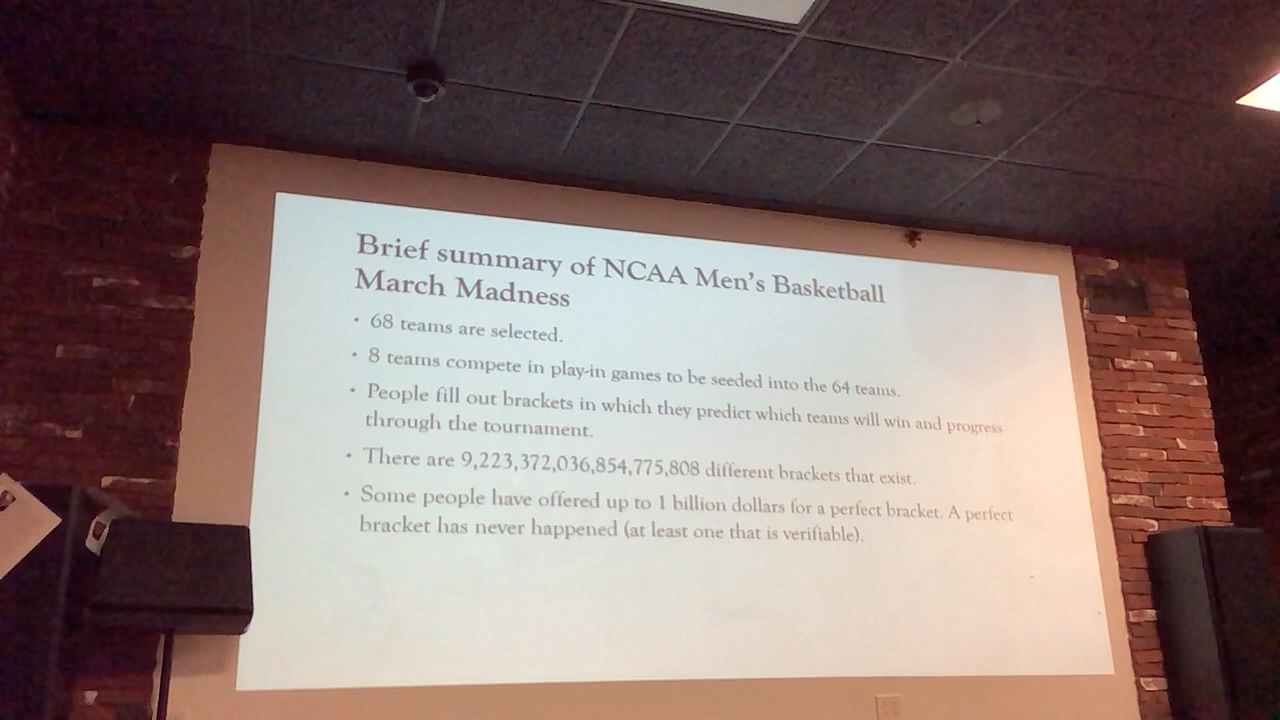 Brief summary of NCAA Men's Basketball
March Madness
• 68 teams are selected.
• 8 teams compete in play-in games to be seeded into the 64 teams.
• People fill out brackets in which they predict which teams will win and progress
through the tournament.
• There are 9,223,372,036,854,775,808 different brackets that exist.
• Some people have offered up to 1 billion dollars for a perfect bracket. A perfect
bracket has never happened (at least one that is verifiable).